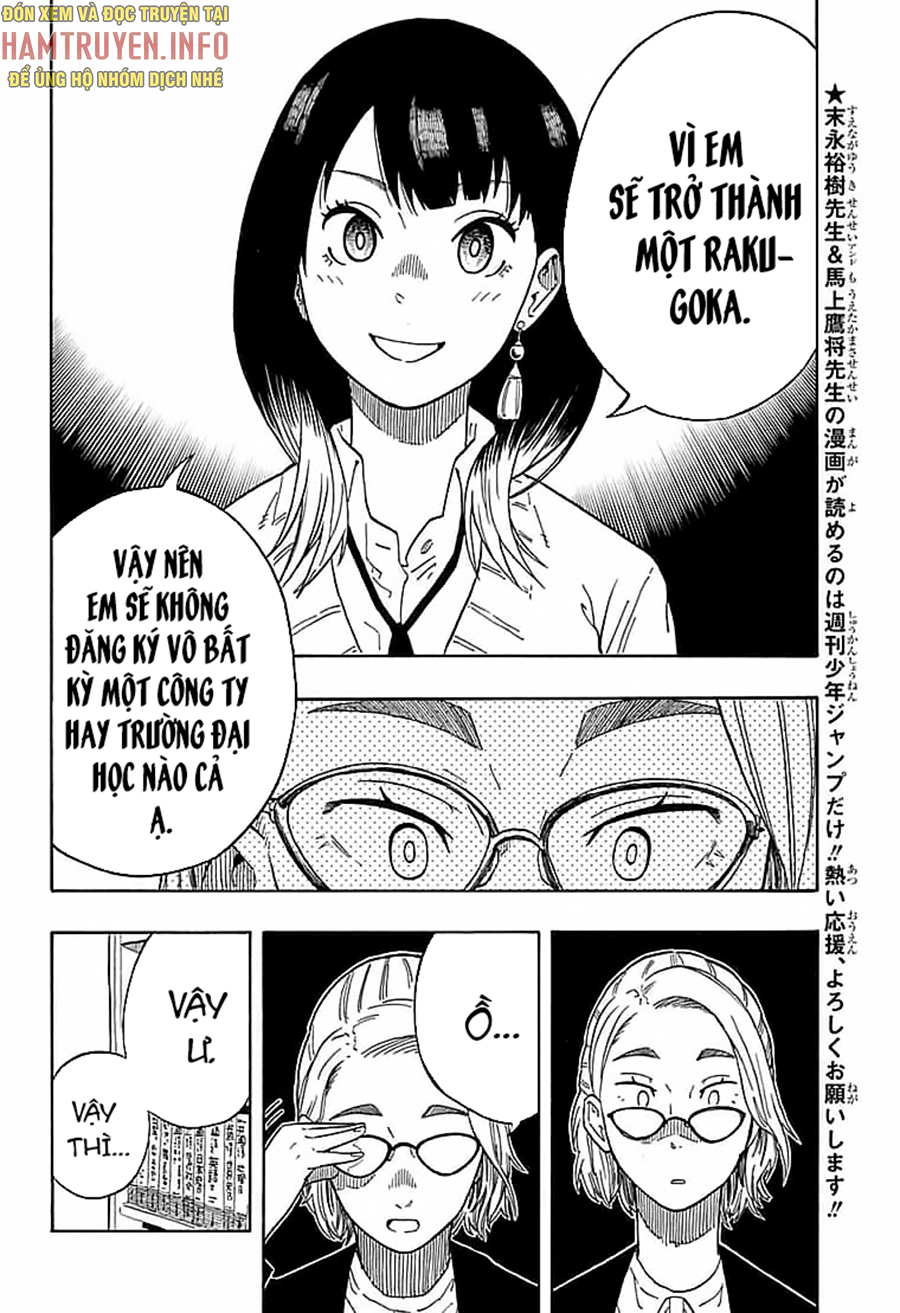 ĐÓN XEM VÀ ĐỌC TRUYỆN TẠI
HAMTRUYEN.INFO
ĐỂ ỦNG HỘ NHÓM DỊCH NHÉ
VÌ EM
SẼ TRỞ THÀNH
MỘT RAKU-
GOKA.
VẬY NÊN
EM SẼ KHÔNG
ĐĂNG KÝ VÔ BẤT
KỲ MỘT CÔNG TY
HAY TRƯỜNG ĐẠI
HỌC NÀO CẢ
Ạ.
Ồ...
VẬY
Ư.
VẬY
THÌ...
★末永裕樹先生&馬上鷹将先生の漫画が読めるのは週刊少年ジャンプだけ!!熱い応援、よろしくお願いします!!